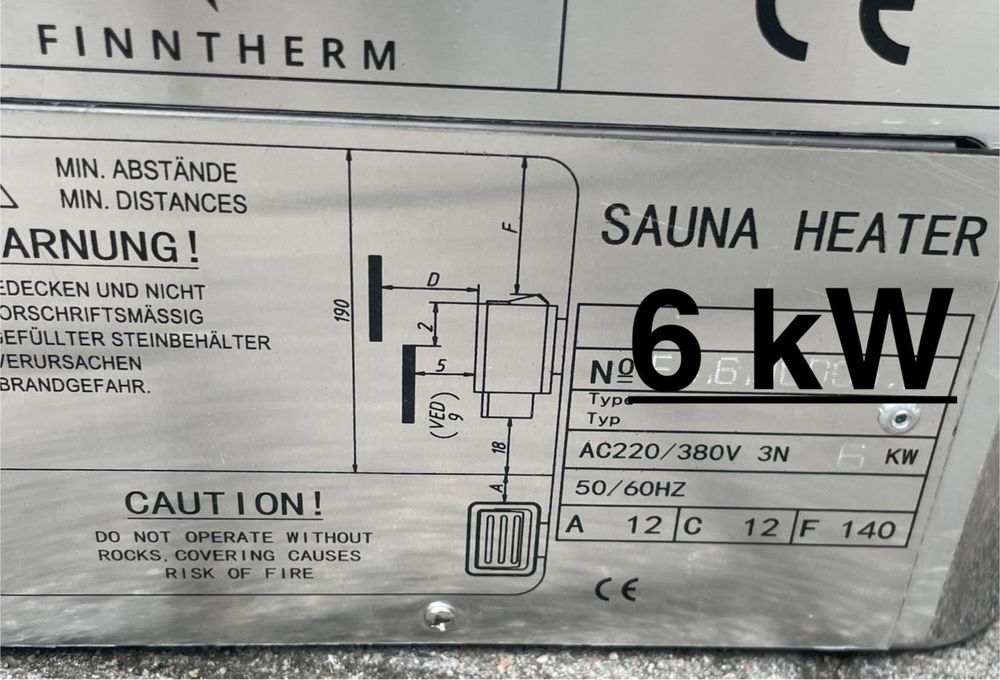 FINNTHERM
CE
MIN. ABSTÄNDE
MIN. DISTANCES
ARNUNG!
EDECKEN UND NICHT
ORSCHRIFTSMÄSSIG
GEFÜLLTER STEINBEHÄLTER
VERURSACHEN
BRANDGEFAHR.
190
F
D
2
5
(VED)
9
18
A
CAUTION!
DO NOT OPERATE WITHOUT
ROCKS, COVERING CAUSES
RISK OF FIRE
SAUNA HEATER
6 kW
Nº
Type
Typ
AC220/380V 3N 6 KW
50/60HZ
A 12 C 12 F 140
CE